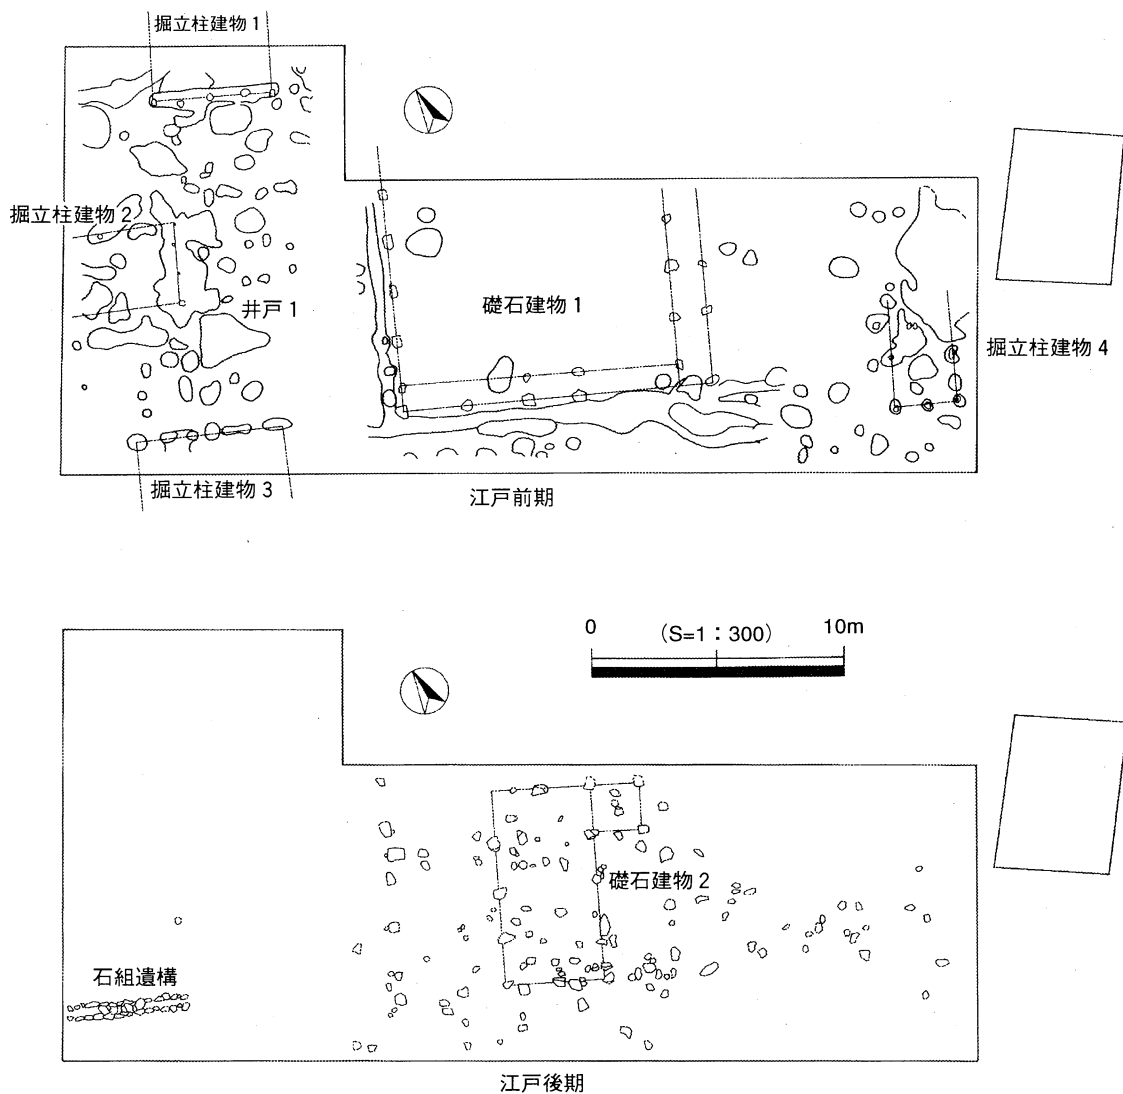 掘立柱建物 1
掘立柱建物 2
井戸 1
礎石建物 1
掘立柱建物 4
掘立柱建物 3
江戸前期
0 （S=1：300） 10m
礎石建物 2
石組遺構
江戸後期